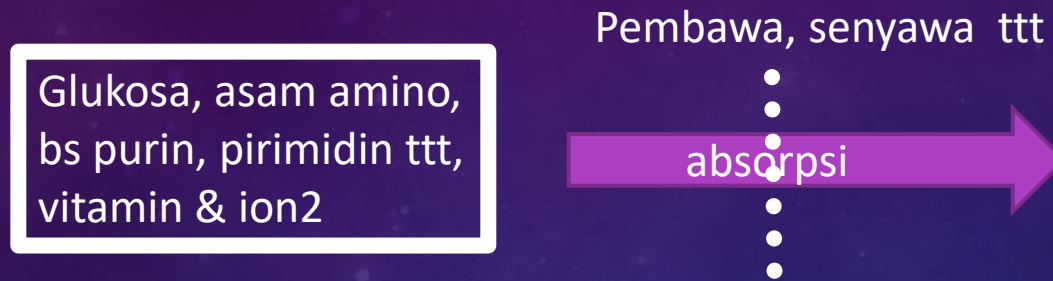 Pembawa, senyawa ttt
Glukosa, asam amino,
bs purin, pirimidin ttt,
vitamin & ion2
absorpsi